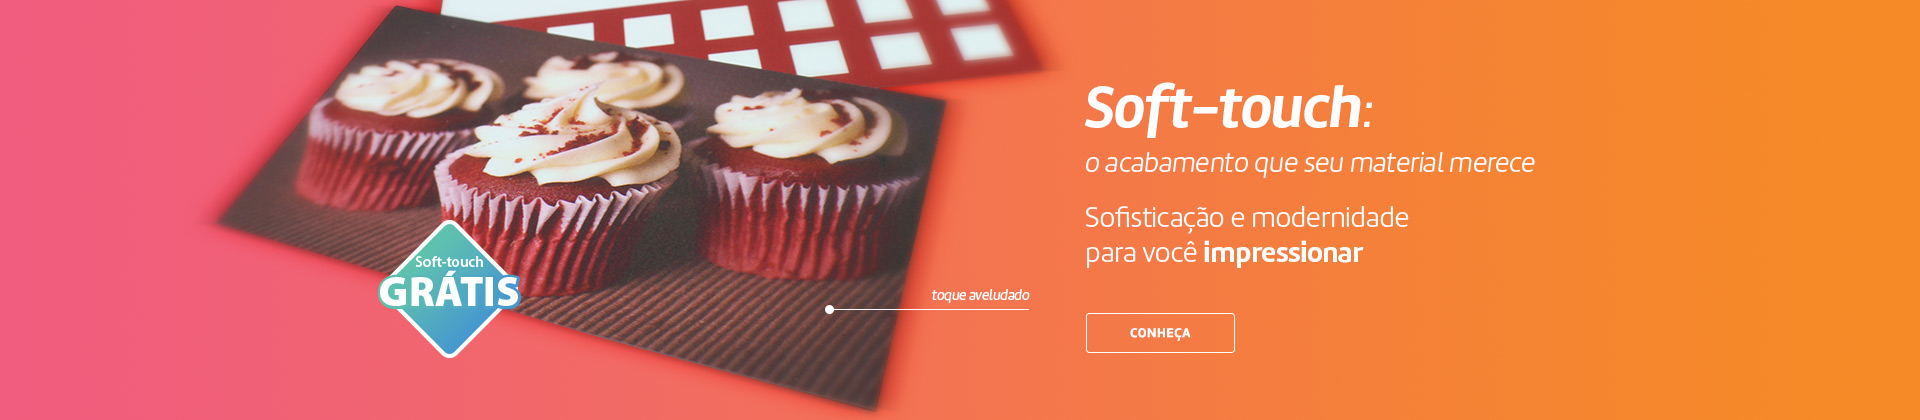 Soft-touch:
o acabamento que seu material merece
Sofisticação e modernidade
para você impressionar
CONHEÇA
toque aveludado
Soft-touch
GRÁTIS